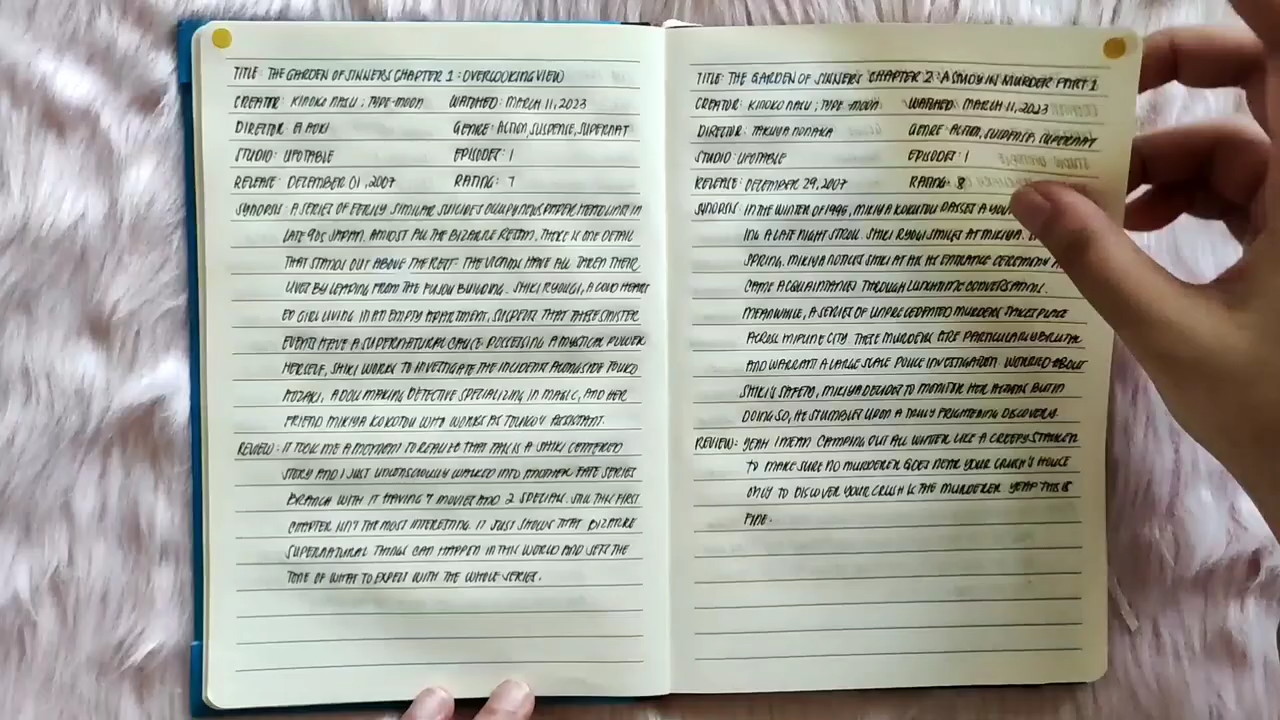 TITLE: THE GARDEN OF SINNERS CHAPTER 1: OVERLOOKING VIEW
CREATOR: KINOKO NASU; TYPE-MOON WATCHED: MARCH 11, 2023
DIRECTOR: EI AOKI GENRE: ACTION, SUSPENSE, SUPERNAT
STUDIO: UFOTABLE EPISODE: 1
RELEASE: DECEMBER 01, 2007 RATING: 7
SYNOPSIS: A SERIES OF EERILY SIMILAR SUICIDES OCCUPY NEWSPAPER HEADLINES IN
LATE 90S JAPAN. AMIDST ALL THE BIZARRE THERE IS ONE DETAIL
THAT STANDS OUT ABOVE THE REST: THE VICTIMS HAVE ALL TAKEN THEIR
LIVES BY LEAPING FROM THE FUJOU BUILDING. SHIKI RYOUGI, A COLD HEART
ED GIRL LIVING IN AN EMPTY APARTMENT, SUSPECTS THAT THESE SINISTER
EVENTS HAVE A SUPERNATURAL CAUSE. POSSESSING A MYSTICAL POWER
HERSELF, SHIKI WORKS TO INVESTIGATE THE INCIDENTS ALONGSIDE TOUKO
AOZAKI, A DOLL MAKING DETECTIVE SPECIALIZING IN MAGIC, AND HER
FRIEND MIKIYA KOKUTOU WHO WORKS AS TOUKO'S ASSISTANT.
REVIEW: IT TOOK ME A MOMENT TO REALIZE THAT THIS IS A SHIKI CENTERED
STORY AND I JUST WALKED INTO ANOTHER FATE SERIES
BRANCH WITH IT HAVING 7 MOVIES AND 2 SPECIALS. STILL THIS FIRST
CHAPTER ISN'T THE MOST INTERESTING. IT JUST SHOWS THAT BIZARRE
SUPERNATURAL THINGS CAN HAPPEN IN THIS WORLD AND SETS THE
TONE OF WHAT TO EXPECT WITH THE WHOLE SERIES.
TITLE: THE GARDEN OF SINNERS CHAPTER 2: A STUDY IN MURDER PART 1
CREATOR: KINOKO NASU; TYPE-MOON WATCHED: MARCH 11, 2023
DIRECTOR: TAKUYA NONAKA GENRE: ACTION, SUSPENSE, SUPERNAT
STUDIO: UFOTABLE EPISODE: 1
RELEASE: DECEMBER 29, 2007 RATING: 8
SYNOPSIS: IN THE WINTER OF 1995, MIKIYA KOKUTOU PASSES A
ING A LATE NIGHT STROLL. SHIKI RYOUGI SMILES AT MIKIYA.
SPRING. MIKIYA NOTICES SHIKI AT AN ENTRANCE CEREMONY
CAME ACQUAINTANCES THROUGH LUNCHTIME CONVERSATIONS.
MEANWHILE, A SERIES OF UNPRECEDENTED MURDERS TAKES PLACE
ACROSS MIFUNE CITY. THESE MURDERS ARE PARTICULARLY BRUTAL
AND WARRANT A LARGE SCALE POLICE INVESTIGATION. WORRIED ABOUT
SHIKI'S SAFETY, MIKIYA DECIDES TO MONITOR HER ACTIONS BUT IN
DOING SO, HE STUMBLES UPON A TRULY FRIGHTENING DISCOVERY.
REVIEW: YEAH I MEAN CAMPING OUT ALL WINTER LIKE A CREEPY STALKER
TO MAKE SURE NO MURDERER GOES NEAR YOUR CRUSH'S HOUSE
ONLY TO DISCOVER YOUR CRUSH IS THE MURDERER. YEAP THIS IS
FINE.